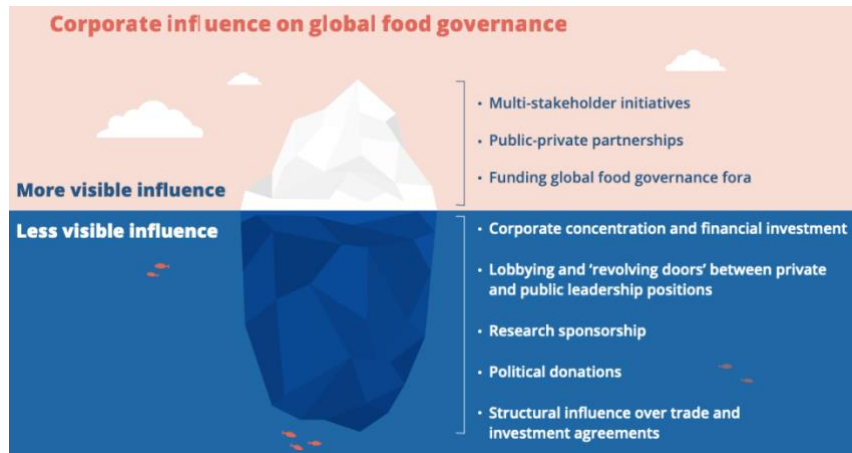 Corporate influence on global food governance
• Multi-stakeholder initiatives
• Public-private partnerships
• Funding global food governance fora
More visible influence
Less visible influence
• Corporate concentration and financial investment
• Lobbying and ‘revolving doors’ between private
and public leadership positions
• Research sponsorship
• Political donations
• Structural influence over trade and
investment agreements